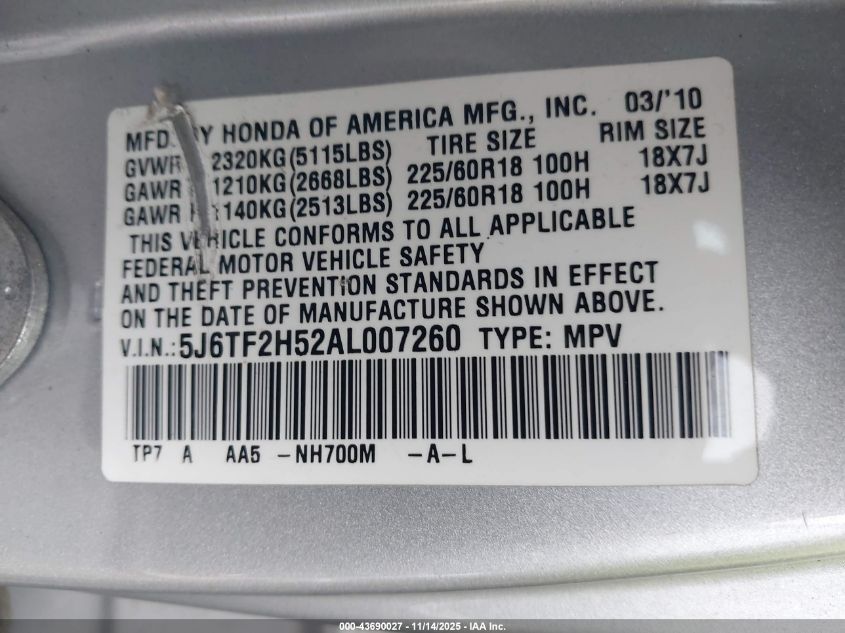 MFD. BY HONDA OF AMERICA MFG., INC. 03/'10
GVWR 2320KG(5115LBS) TIRE SIZE RIM SIZE
GAWR 1210KG(2668LBS) 225/60R18 100H 18X7J
GAWR 1140KG(2513LBS) 225/60R18 100H 18X7J
THIS VEHICLE CONFORMS TO ALL APPLICABLE
FEDERAL MOTOR VEHICLE SAFETY
AND THEFT PREVENTION STANDARDS IN EFFECT
ON THE DATE OF MANUFACTURE SHOWN ABOVE.
V.I.N.:5J6TF2H52AL007260 TYPE: MPV
TP7 A AA5 -NH700M -A-L
000-43690027 - 11/14/2025 - IAA Inc.